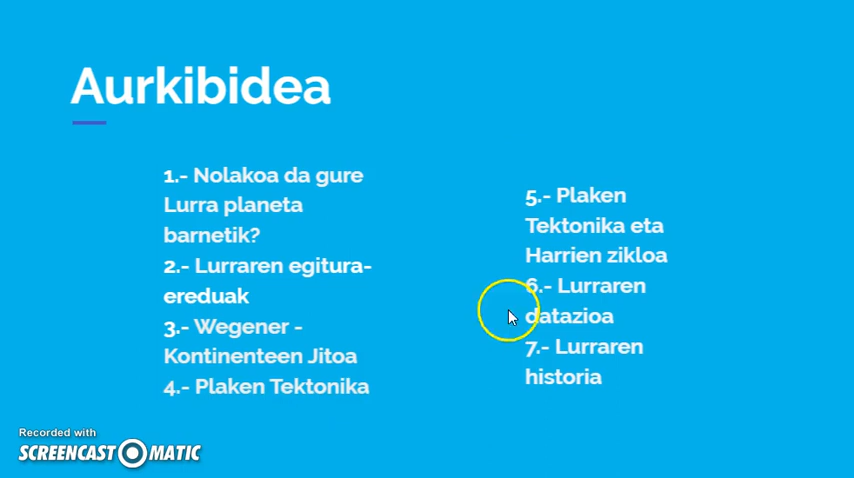 Aurkibidea
1.- Nolakoa da gure
Lurra planeta
barnetik?
2.- Lurraren egitura-
ereduak
3.- Wegener -
Kontinenteen Jitoa
4.- Plaken Tektonika
5.- Plaken
Tektonika eta
Harrien zikloa
6.- Lurraren
datazioa
7.- Lurraren
historia
Recorded with
SCREENCAST MATIC